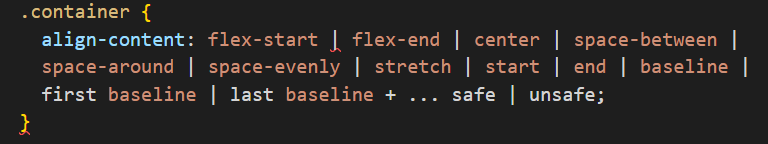 .container {
align-content: flex-start | flex-end | center | space-between |
space-around | space-evenly | stretch | start | end | baseline |
first baseline | last baseline + ... safe | unsafe;
}